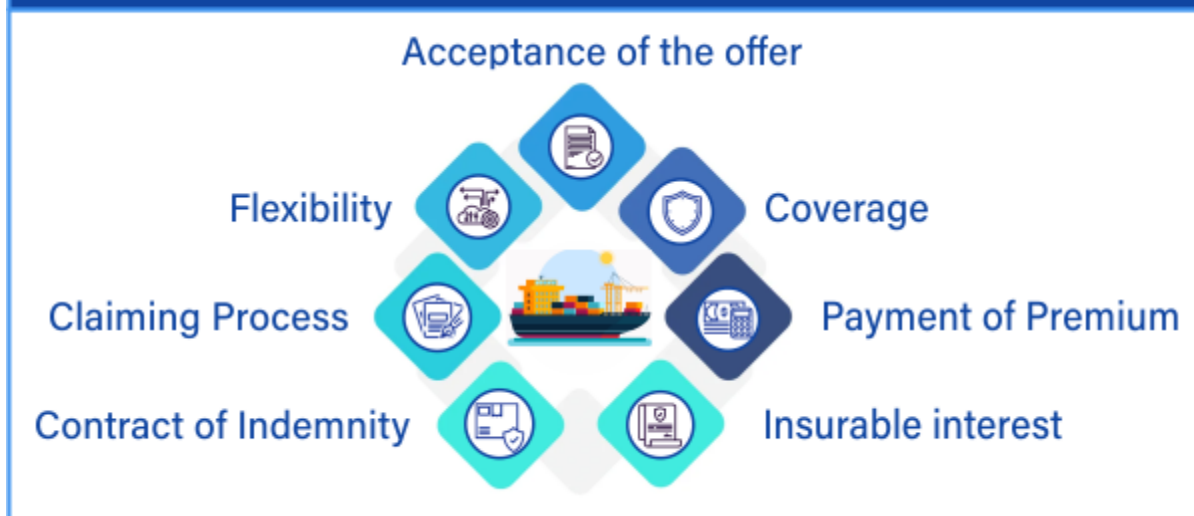 Acceptance of the offer
Flexibility
Coverage
Claiming Process
Payment of Premium
Contract of Indemnity
Insurable interest